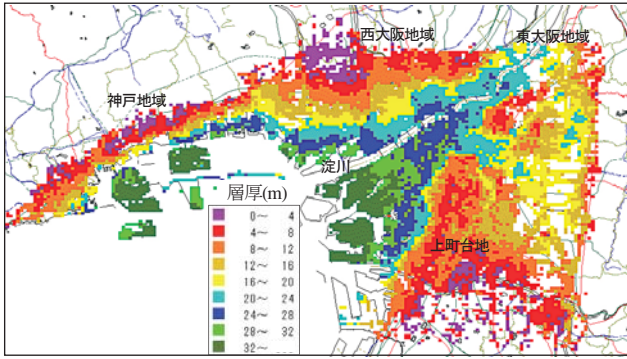 西大阪地域
東大阪地域
神戸地域
淀川
層厚(m)
0～ 4
4～ 8
8～ 12
12～ 16
16～ 20
20～ 24
24～ 28
28～ 32
32～
上町台地